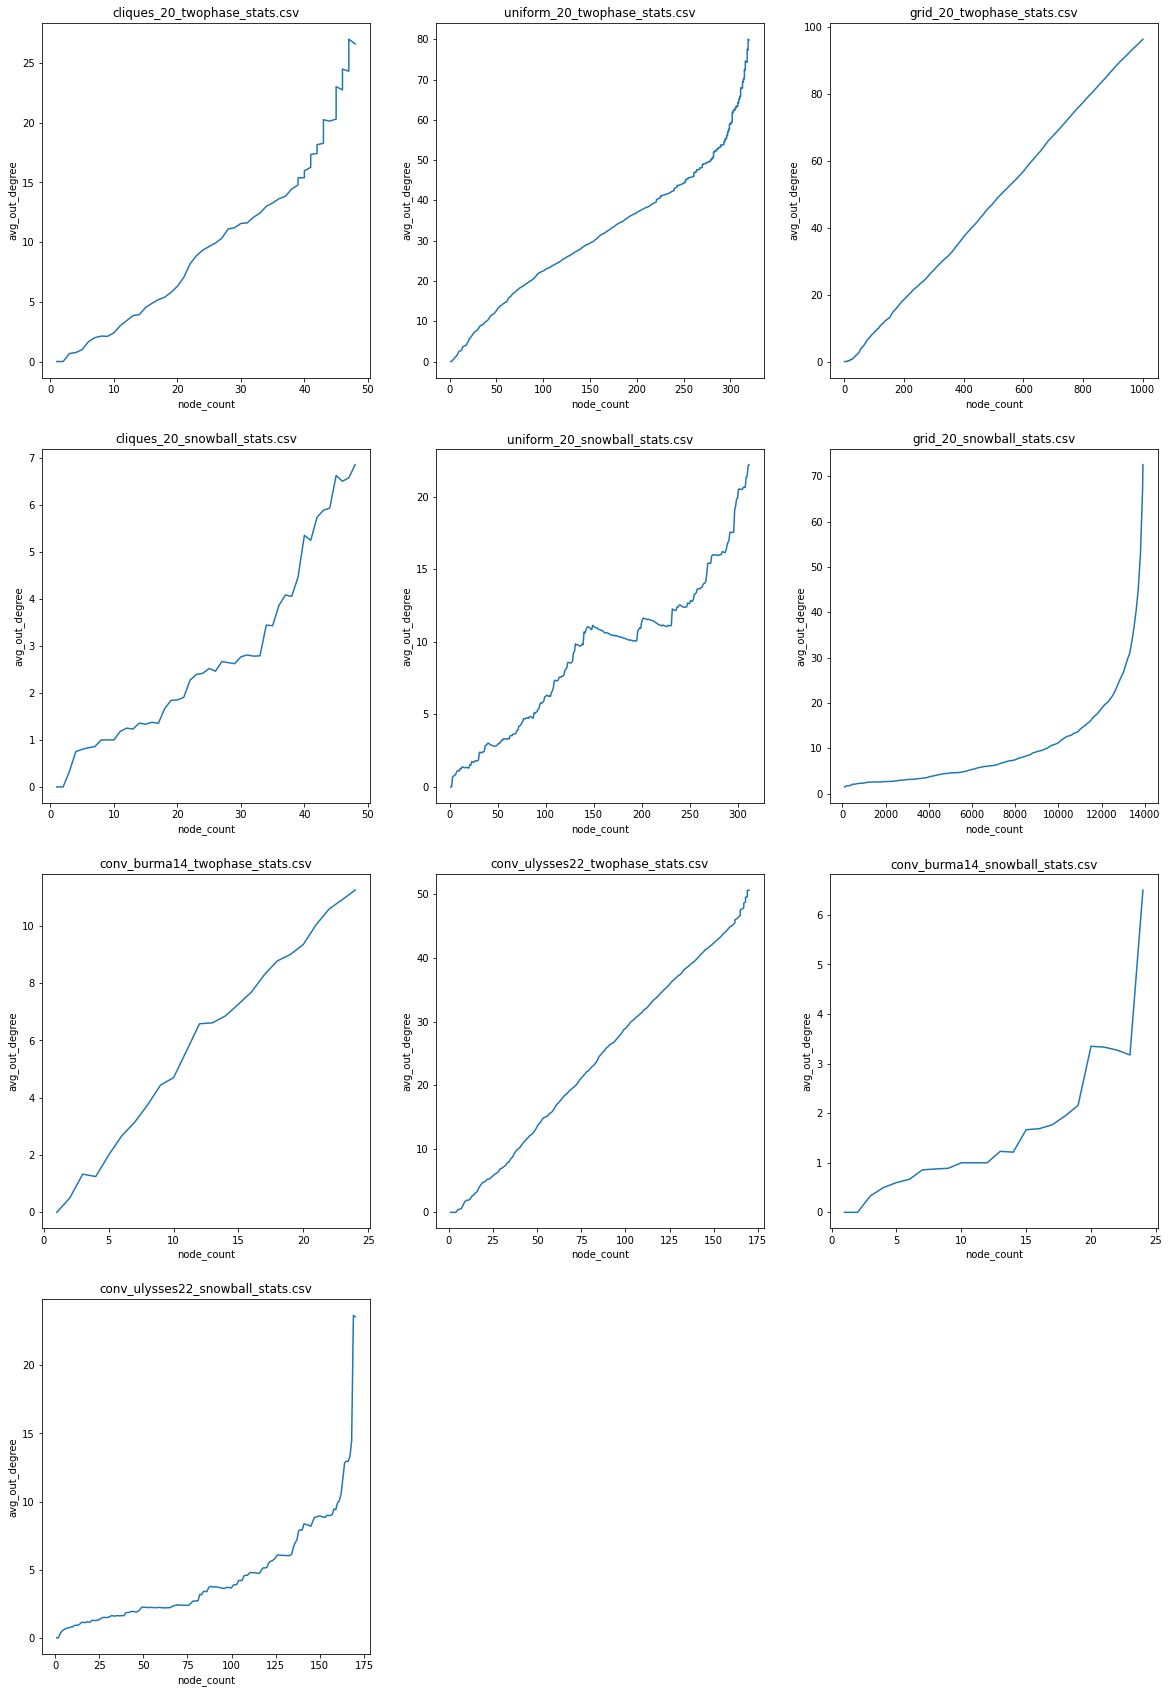 cliques_20_twophase_stats.csv
25
20
15
10
5
0
avg_out_degree
0 10 20 30 40 50
node_count
uniform_20_twophase_stats.csv
80
70
60
50
40
30
20
10
0
avg_out_degree
0 50 100 150 200 250 300
node_count
grid_20_twophase_stats.csv
100
80
60
40
20
0
avg_out_degree
0 200 400 600 800 1000
node_count
cliques_20_snowball_stats.csv
7
6
5
4
3
2
1
0
avg_out_degree
0 10 20 30 40 50
node_count
uniform_20_snowball_stats.csv
20
15
10
5
0
avg_out_degree
0 50 100 150 200 250 300
node_count
grid_20_snowball_stats.csv
70
60
50
40
30
20
10
0
avg_out_degree
0 2000 4000 6000 8000 10000 12000 14000
node_count
conv_burma14_twophase_stats.csv
10
8
6
4
2
0
avg_out_degree
0 5 10 15 20 25
node_count
conv_ulysses22_twophase_stats.csv
50
40
30
20
10
0
avg_out_degree
0 25 50 75 100 125 150 175
node_count
conv_burma14_snowball_stats.csv
6
5
4
3
2
1
0
avg_out_degree
0 5 10 15 20 25
node_count
conv_ulysses22_snowball_stats.csv
20
15
10
5
0
avg_out_degree
0 25 50 75 100 125 150 175
node_count